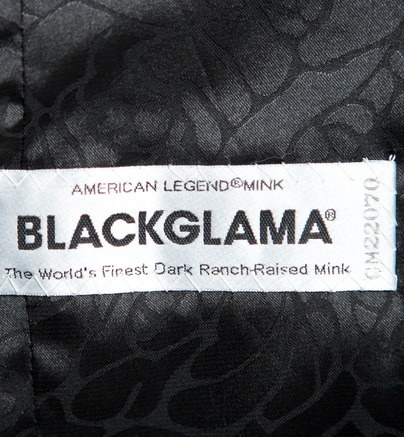 AMERICAN LEGEND®MINK
BLACKGLAMA®
The World's Finest Dark Ranch-Raised Mink
GM22070